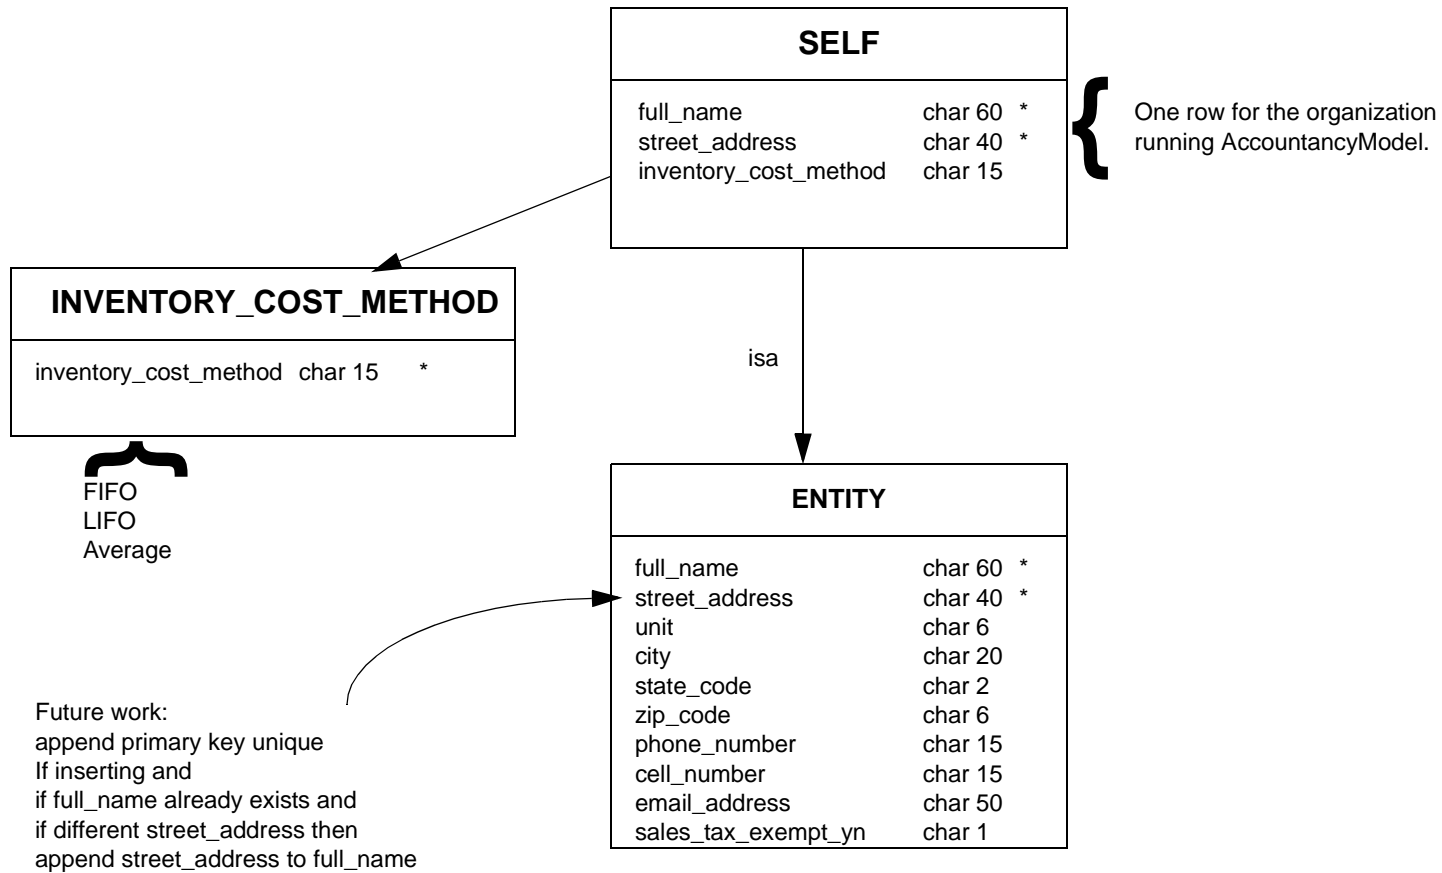 SELF
full_name char 60 *
street_address char 40 *
inventory_cost_method char 15
One row for the organization
running AccountancyModel.
INVENTORY_COST_METHOD
inventory_cost_method char 15 *
FIFO
LIFO
Average
isa
ENTITY
full_name char 60 *
street_address char 40 *
unit char 6
city char 20
state_code char 2
zip_code char 6
phone_number char 15
cell_number char 15
email_address char 50
sales_tax_exempt_yn char 1
Future work:
append primary key unique
If inserting and
if full_name already exists and
if different street_address then
append street_address to full_name